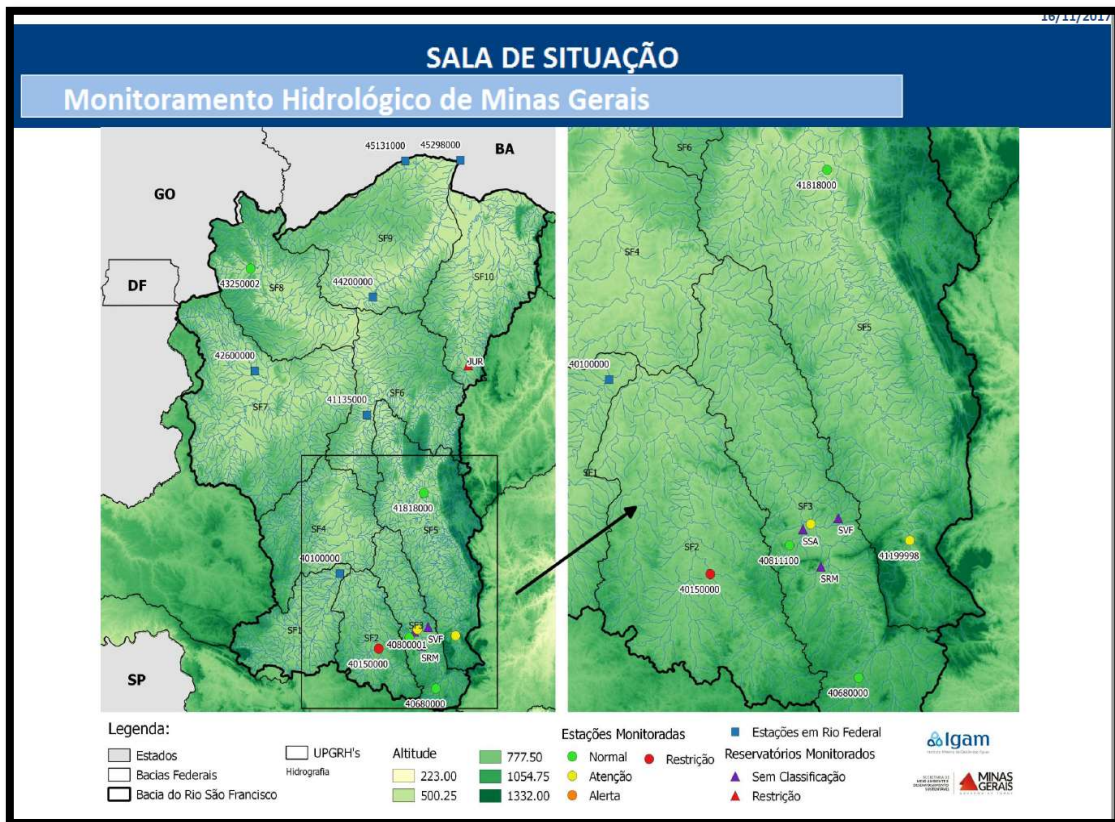 16/11/2017
SALA DE SITUAÇÃO
Monitoramento Hidrológico de Minas Gerais
45131000
45298000
BA
GO
SF9
DF
43250002
SF8
44200000
SF10
42600000
JUR
SF7
41135000
SF6
41818000
SF4
SF5
40100000
SF1
SF2
SF3
40800001
SVF
40150000
SRM
SP
40680000
SF6
41818000
SF4
SF5
40100000
SF1
SF3
SVF
SSA
SF2
40811100
41199998
40150000
SRM
40680000
Legenda:
Estados
Bacias Federais
Bacia do Rio São Francisco
UPGRH's
Hidrografia
Altitude
223.00
500.25
777.50
1054.75
1332.00
Estações Monitoradas
Normal
Restrição
Atenção
Alerta
Estações em Rio Federal
Reservatórios Monitorados
Sem Classificação
Restrição
Igam
MINAS
GERAIS